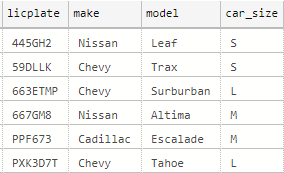 licplate make model car_size
445GH2 Nissan Leaf S
59DLLK Chevy Trax S
663ETMP Chevy Surburban L
667GM8 Nissan Altima M
PPF673 Cadillac Escalade M
PXK3D7T Chevy Tahoe L